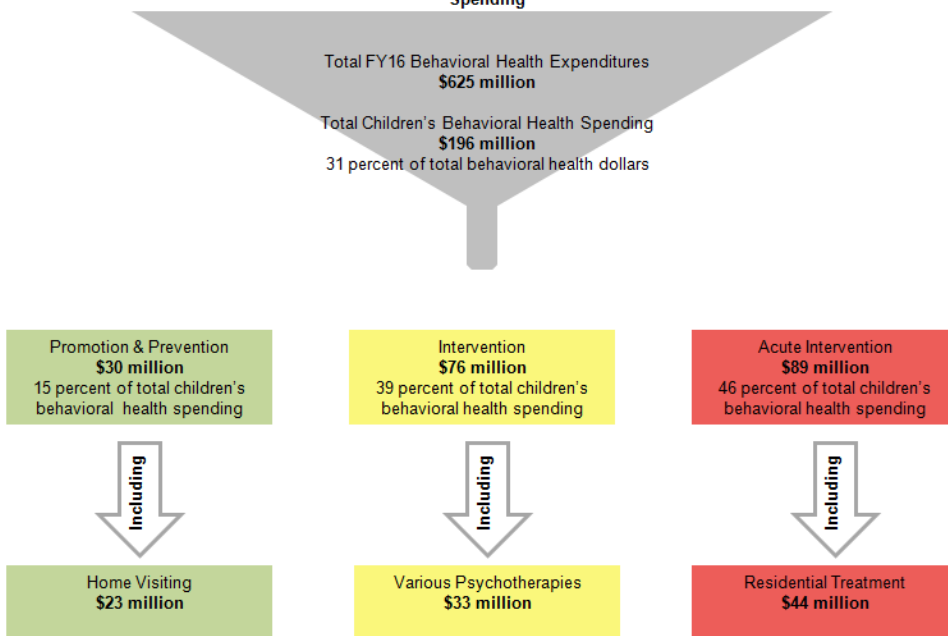 Spending
Total FY16 Behavioral Health Expenditures
$625 million
Total Children's Behavioral Health Spending
$196 million
31 percent of total behavioral health dollars
Promotion & Prevention
$30 million
15 percent of total children's
behavioral health spending
Intervention
$76 million
39 percent of total children's
behavioral health spending
Acute Intervention
$89 million
46 percent of total children's
behavioral health spending
Including
Including
Including
Home Visiting
$23 million
Various Psychotherapies
$33 million
Residential Treatment
$44 million